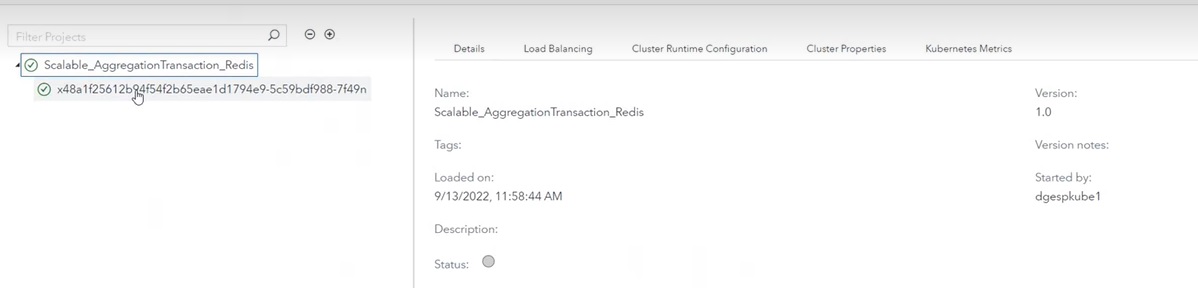 Filter Projects
Scalable_AggregationTransaction_Redis
x48a1f25612b94f54f2b65eae1d1794e9-5c59bdf988-7f49n
Details
Load Balancing
Cluster Runtime Configuration
Cluster Properties
Kubernetes Metrics
Name:
Scalable_AggregationTransaction_Redis
Version:
1.0
Tags:
Version notes:
Loaded on:
9/13/2022, 11:58:44 AM
Started by:
dgespkube1
Description:
Status: